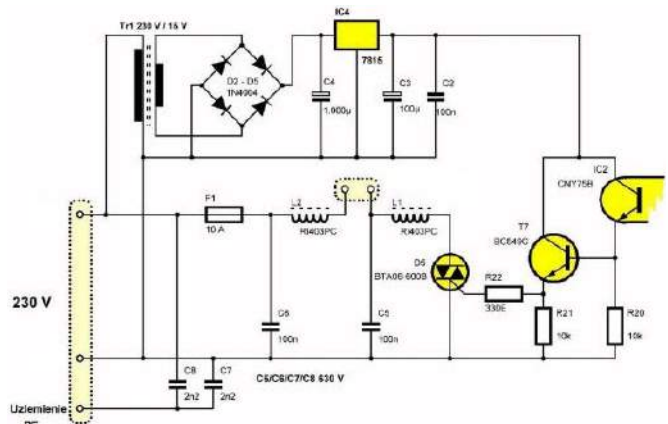 Tr1 230 V / 15 V
IC4
7815
D2 - D5
1N4004
C4
1.000µ
C3
100µ
C2
100n
IC2
CNY75B
T7
BC549C
F1
10 A
L2
RI403PC
L1
RI403PC
D6
BTA06-600B
R22
330E
R21
10k
R20
10k
230 V
C6
100n
C5
100n
C5/C6/C7/C8 630 V
C8
2n2
C7
2n2
Uziemienie